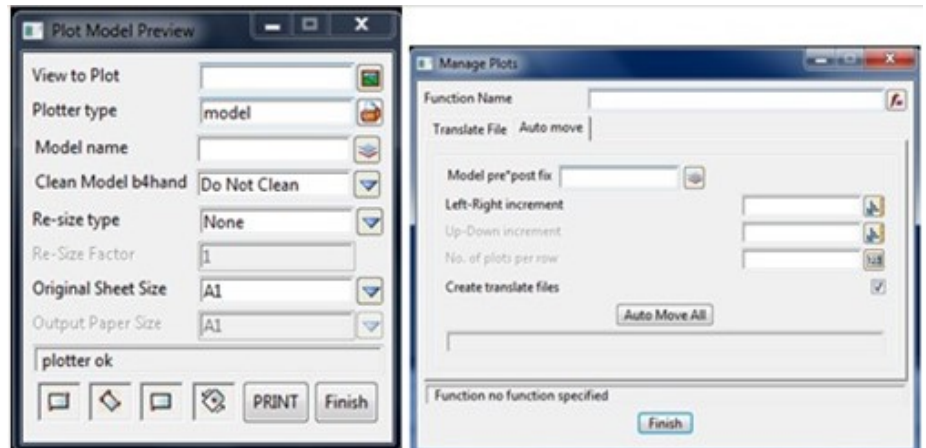 Plot Model Preview
View to Plot
Plotter type model
Model name
Clean Model b4hand Do Not Clean
Re-size type None
Re-Size Factor 1
Original Sheet Size A1
Output Paper Size A1
plotter ok
PRINT Finish
Manage Plots
Function Name
Translate File Auto move
Model pre*post fix
Left-Right increment
Up-Down increment
No. of plots per row
Create translate files
Auto Move All
Function no function specified
Finish